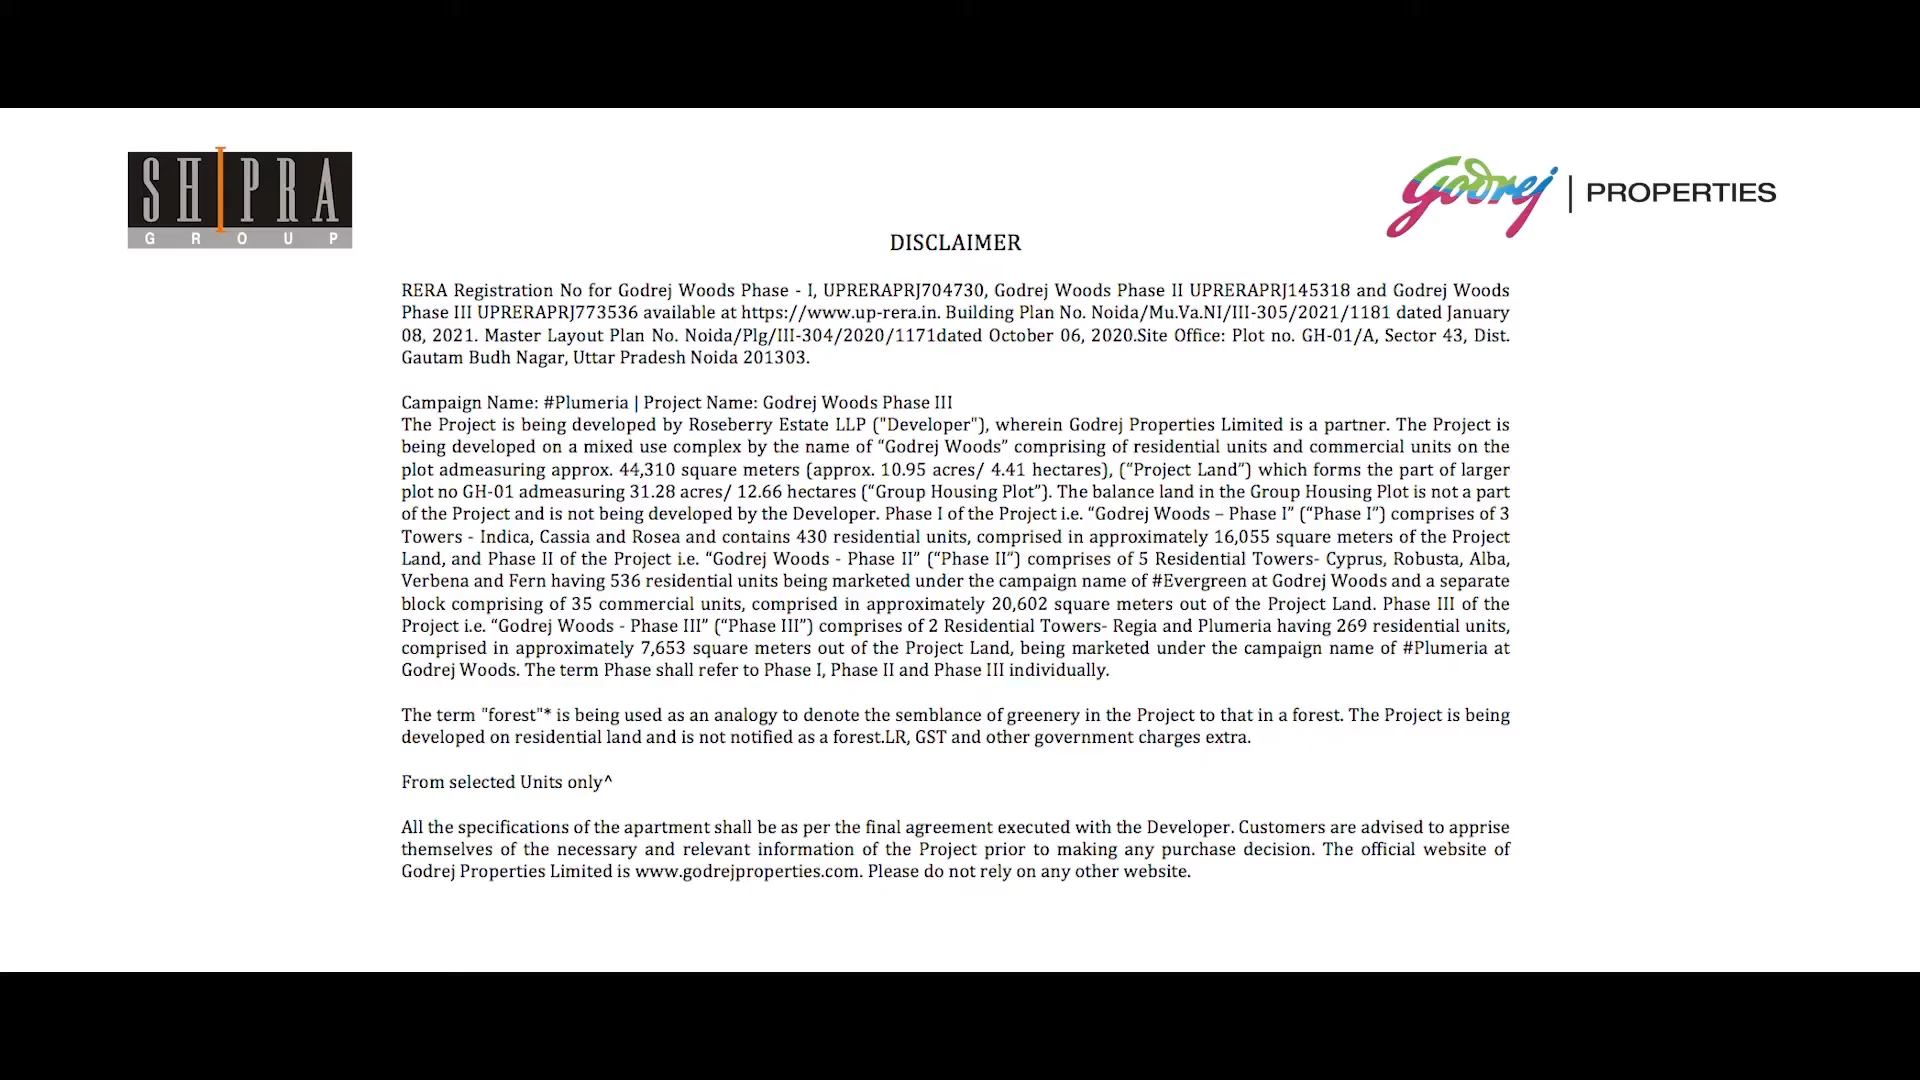 SHIPRA
GROUP
Godrej | PROPERTIES
DISCLAIMER
RERA Registration No for Godrej Woods Phase - I, UPRERAPRJ704730, Godrej Woods Phase II UPRERAPRJ145318 and Godrej Woods
Phase III UPRERAPRJ773536 available at https://www.up-rera.in. Building Plan No. Noida/Mu.Va.NI/III-305/2021/1181 dated January
08, 2021. Master Layout Plan No. Noida/Plg/III-304/2020/1171dated October 06, 2020.Site Office: Plot no. GH-01/A, Sector 43, Dist.
Gautam Budh Nagar, Uttar Pradesh Noida 201303.
Campaign Name: #Plumeria | Project Name: Godrej Woods Phase III
The Project is being developed by Roseberry Estate LLP ("Developer"), wherein Godrej Properties Limited is a partner. The Project is
being developed on a mixed use complex by the name of “Godrej Woods” comprising of residential units and commercial units on the
plot admeasuring approx. 44,310 square meters (approx. 10.95 acres/ 4.41 hectares), (“Project Land”) which forms the part of larger
plot no GH-01 admeasuring 31.28 acres/ 12.66 hectares (“Group Housing Plot”). The balance land in the Group Housing Plot is not a part
of the Project and is not being developed by the Developer. Phase I of the Project i.e. “Godrej Woods – Phase I” (“Phase I”) comprises of 3
Towers - Indica, Cassia and Rosea and contains 430 residential units, comprised in approximately 16,055 square meters of the Project
Land, and Phase II of the Project i.e. “Godrej Woods - Phase II” (“Phase II”) comprises of 5 Residential Towers- Cyprus, Robusta, Alba,
Verbena and Fern having 536 residential units being marketed under the campaign name of #Evergreen at Godrej Woods and a separate
block comprising of 35 commercial units, comprised in approximately 20,602 square meters out of the Project Land. Phase III of the
Project i.e. “Godrej Woods - Phase III” (“Phase III”) comprises of 2 Residential Towers- Regia and Plumeria having 269 residential units,
comprised in approximately 7,653 square meters out of the Project Land, being marketed under the campaign name of #Plumeria at
Godrej Woods. The term Phase shall refer to Phase I, Phase II and Phase III individually.
The term "forest"* is being used as an analogy to denote the semblance of greenery in the Project to that in a forest. The Project is being
developed on residential land and is not notified as a forest.LR, GST and other government charges extra.
From selected Units only^
All the specifications of the apartment shall be as per the final agreement executed with the Developer. Customers are advised to apprise
themselves of the necessary and relevant information of the Project prior to making any purchase decision. The official website of
Godrej Properties Limited is www.godrejproperties.com. Please do not rely on any other website.